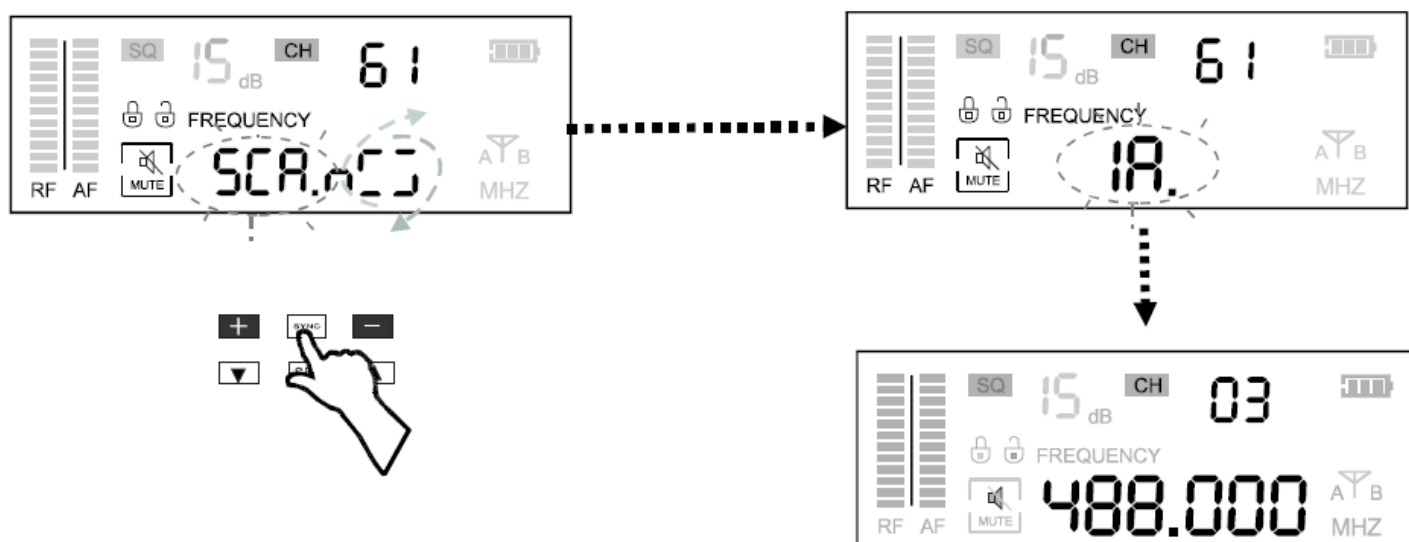 SQ 15 dB CH 61
FREQUENCY
SCA.n
MUTE
RF AF
A B
MHZ
SQ 15 dB CH 61
FREQUENCY
1A.
MUTE
RF AF
A B
MHZ
+ SYNC −
▼
SQ 15 dB CH 03
FREQUENCY
488.000
MUTE
RF AF
A B
MHZ